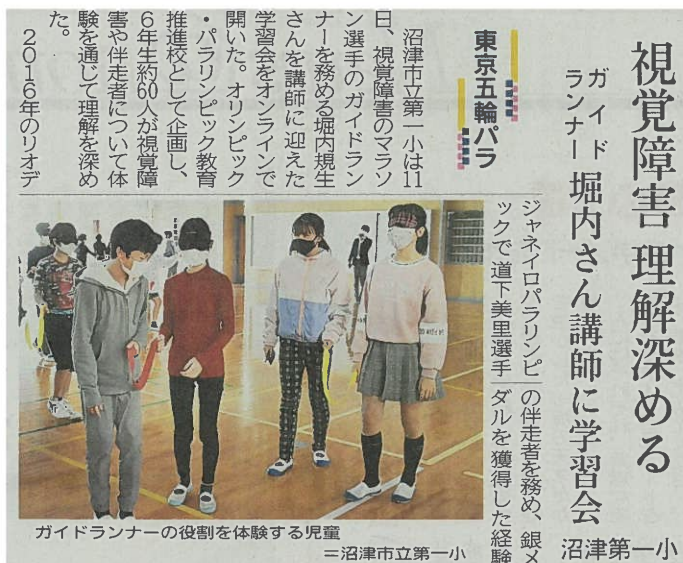 視覚障害 理解深める
ガイドランナー 堀内さん講師に学習会
沼津第一小
東京五輪パラ
沼津市立第一小は11
日、視覚障害のマラソ
ン選手のガイドラン
ナーを務める堀内規生
さんを講師に迎えた
学習会をオンラインで
開いた。オリンピック
・パラリンピック教育
推進校として企画し、
6年生約60人が視覚障
害や伴走者について体
験を通じて理解を深め
た。
2016年のリオデ
ジャネイロパラリンピ
ックで道下美里選手
の伴走者を務め、銀メ
ダルを獲得した経験
ガイドランナーの役割を体験する児童
=沼津市立第一小